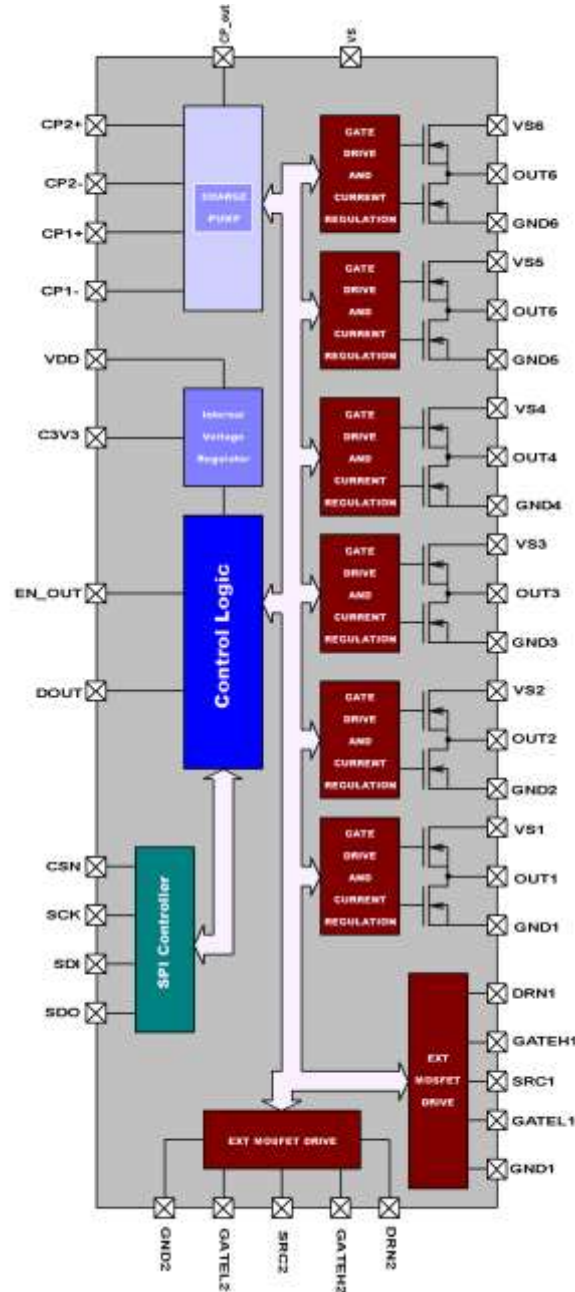 CP_out
VS
CP2+
CP2-
CP1+
CP1-
CHARGE
PUMP
VDD
C3V3
Internal
Voltage
Regulator
EN_OUT
DOUT
Control Logic
CSN
SCK
SDI
SDO
SPI Controller
GATE
DRIVE
AND
CURRENT
REGULATION
VS6
OUT6
GND6
GATE
DRIVE
AND
CURRENT
REGULATION
VS5
OUT5
GND5
GATE
DRIVE
AND
CURRENT
REGULATION
VS4
OUT4
GND4
GATE
DRIVE
AND
CURRENT
REGULATION
VS3
OUT3
GND3
GATE
DRIVE
AND
CURRENT
REGULATION
VS2
OUT2
GND2
GATE
DRIVE
AND
CURRENT
REGULATION
VS1
OUT1
GND1
EXT
MOSFET
DRIVE
DRN1
GATEH1
SRC1
GATEL1
GND1
EXT MOSFET DRIVE
GND2
GATEL2
SRC2
GATEH2
DRN2